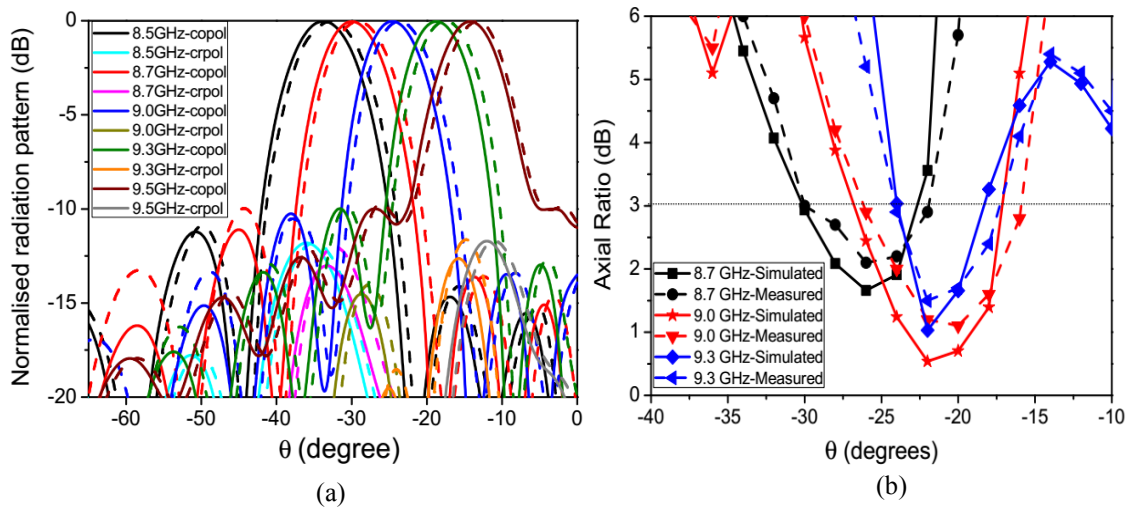 Normalised radiation pattern (dB)
0
-5
-10
-15
-20
8.5GHz-copol
8.5GHz-crpol
8.7GHz-copol
8.7GHz-crpol
9.0GHz-copol
9.0GHz-crpol
9.3GHz-copol
9.3GHz-crpol
9.5GHz-copol
9.5GHz-crpol
-60 -50 -40 -30 -20 -10 0
θ (degree)
(a)
Axial Ratio (dB)
6
5
4
3
2
1
0
8.7 GHz-Simulated
8.7 GHz-Measured
9.0 GHz-Simulated
9.0 GHz-Measured
9.3 GHz-Simulated
9.3 GHz-Measured
-40 -35 -30 -25 -20 -15 -10
θ (degrees)
(b)